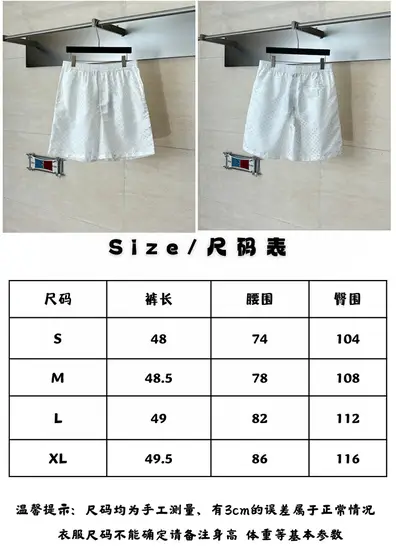 Size/尺码表
尺码 裤长 腰围 臀围
S 48 74 104
M 48.5 78 108
L 49 82 112
XL 49.5 86 116
温馨提示：尺码均为手工测量、有3cm的误差属于正常情况
衣服尺码不能确定请备注身高 体重等基本参数